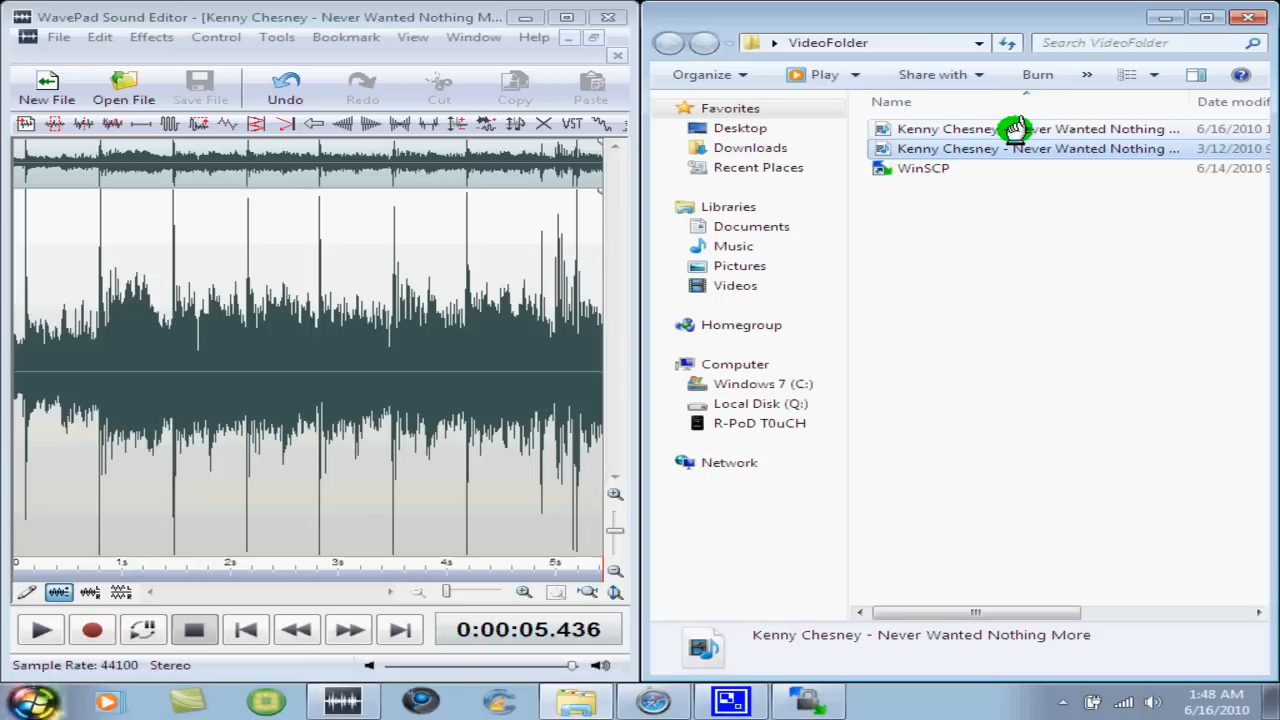 WavePad Sound Editor - [Kenny Chesney - Never Wanted Nothing M...
File Edit Effects Control Tools Bookmark View Window Help
New File Open File Save File Undo Redo Cut Copy Paste
VST
1s 2s 3s 4s 5s
0:00:05.436
Sample Rate: 44100 Stereo
VideoFolder
Search VideoFolder
Organize Play Share with Burn »
Name Date modif
Favorites
Desktop
Downloads
Recent Places
Libraries
Documents
Music
Pictures
Videos
Homegroup
Computer
Windows 7 (C:)
Local Disk (Q:)
R-PoD T0uCH
Network
Kenny Chesney - Never Wanted Nothing ... 6/16/2010 1
Kenny Chesney - Never Wanted Nothing ... 3/12/2010 9
WinSCP 6/14/2010 9
Kenny Chesney - Never Wanted Nothing More
1:48 AM
6/16/2010